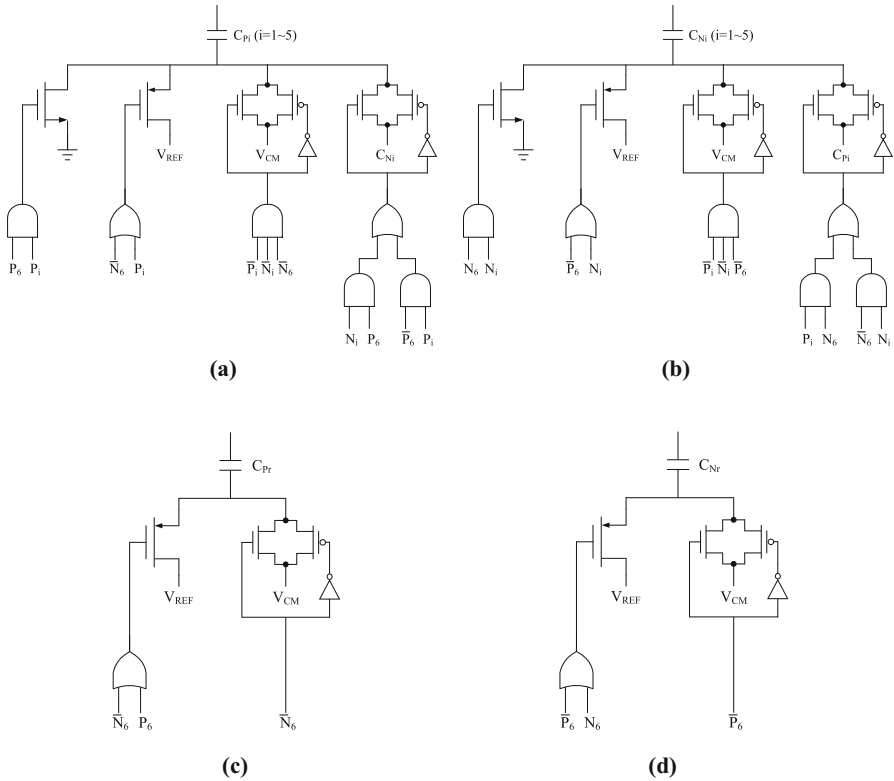 C_Pi (i=1~5)
V_REF
V_CM
C_Ni
P_6 P_i
N̅_6 P_i
P̅_i N̅_i N̅_6
N_i P_6
P̅_6 P_i
(a)
C_Ni (i=1~5)
V_REF
V_CM
C_Pi
N_6 N_i
P̅_6 N_i
P̅_i N̅_i P̅_6
P_i N_6
N̅_6 N_i
(b)
C_Pr
V_REF
V_CM
N̅_6 P_6
N̅_6
(c)
C_Nr
V_REF
V_CM
P̅_6 N_6
P̅_6
(d)